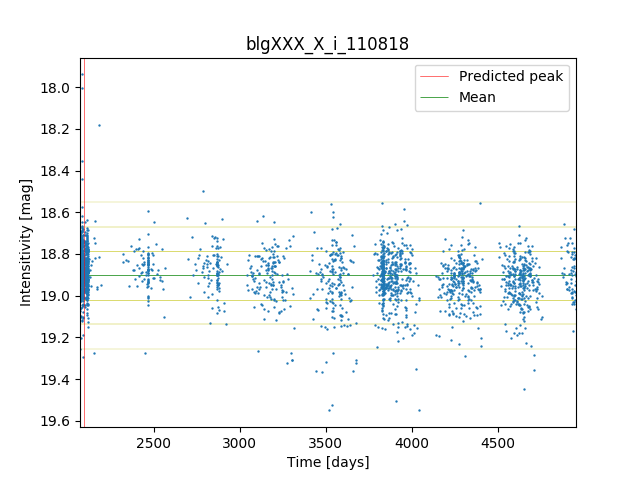 blgXXX_X_i_110818
Predicted peak
Mean
18.0
18.2
18.4
18.6
18.8
19.0
19.2
19.4
19.6
Intensitivity [mag]
2500 3000 3500 4000 4500
Time [days]